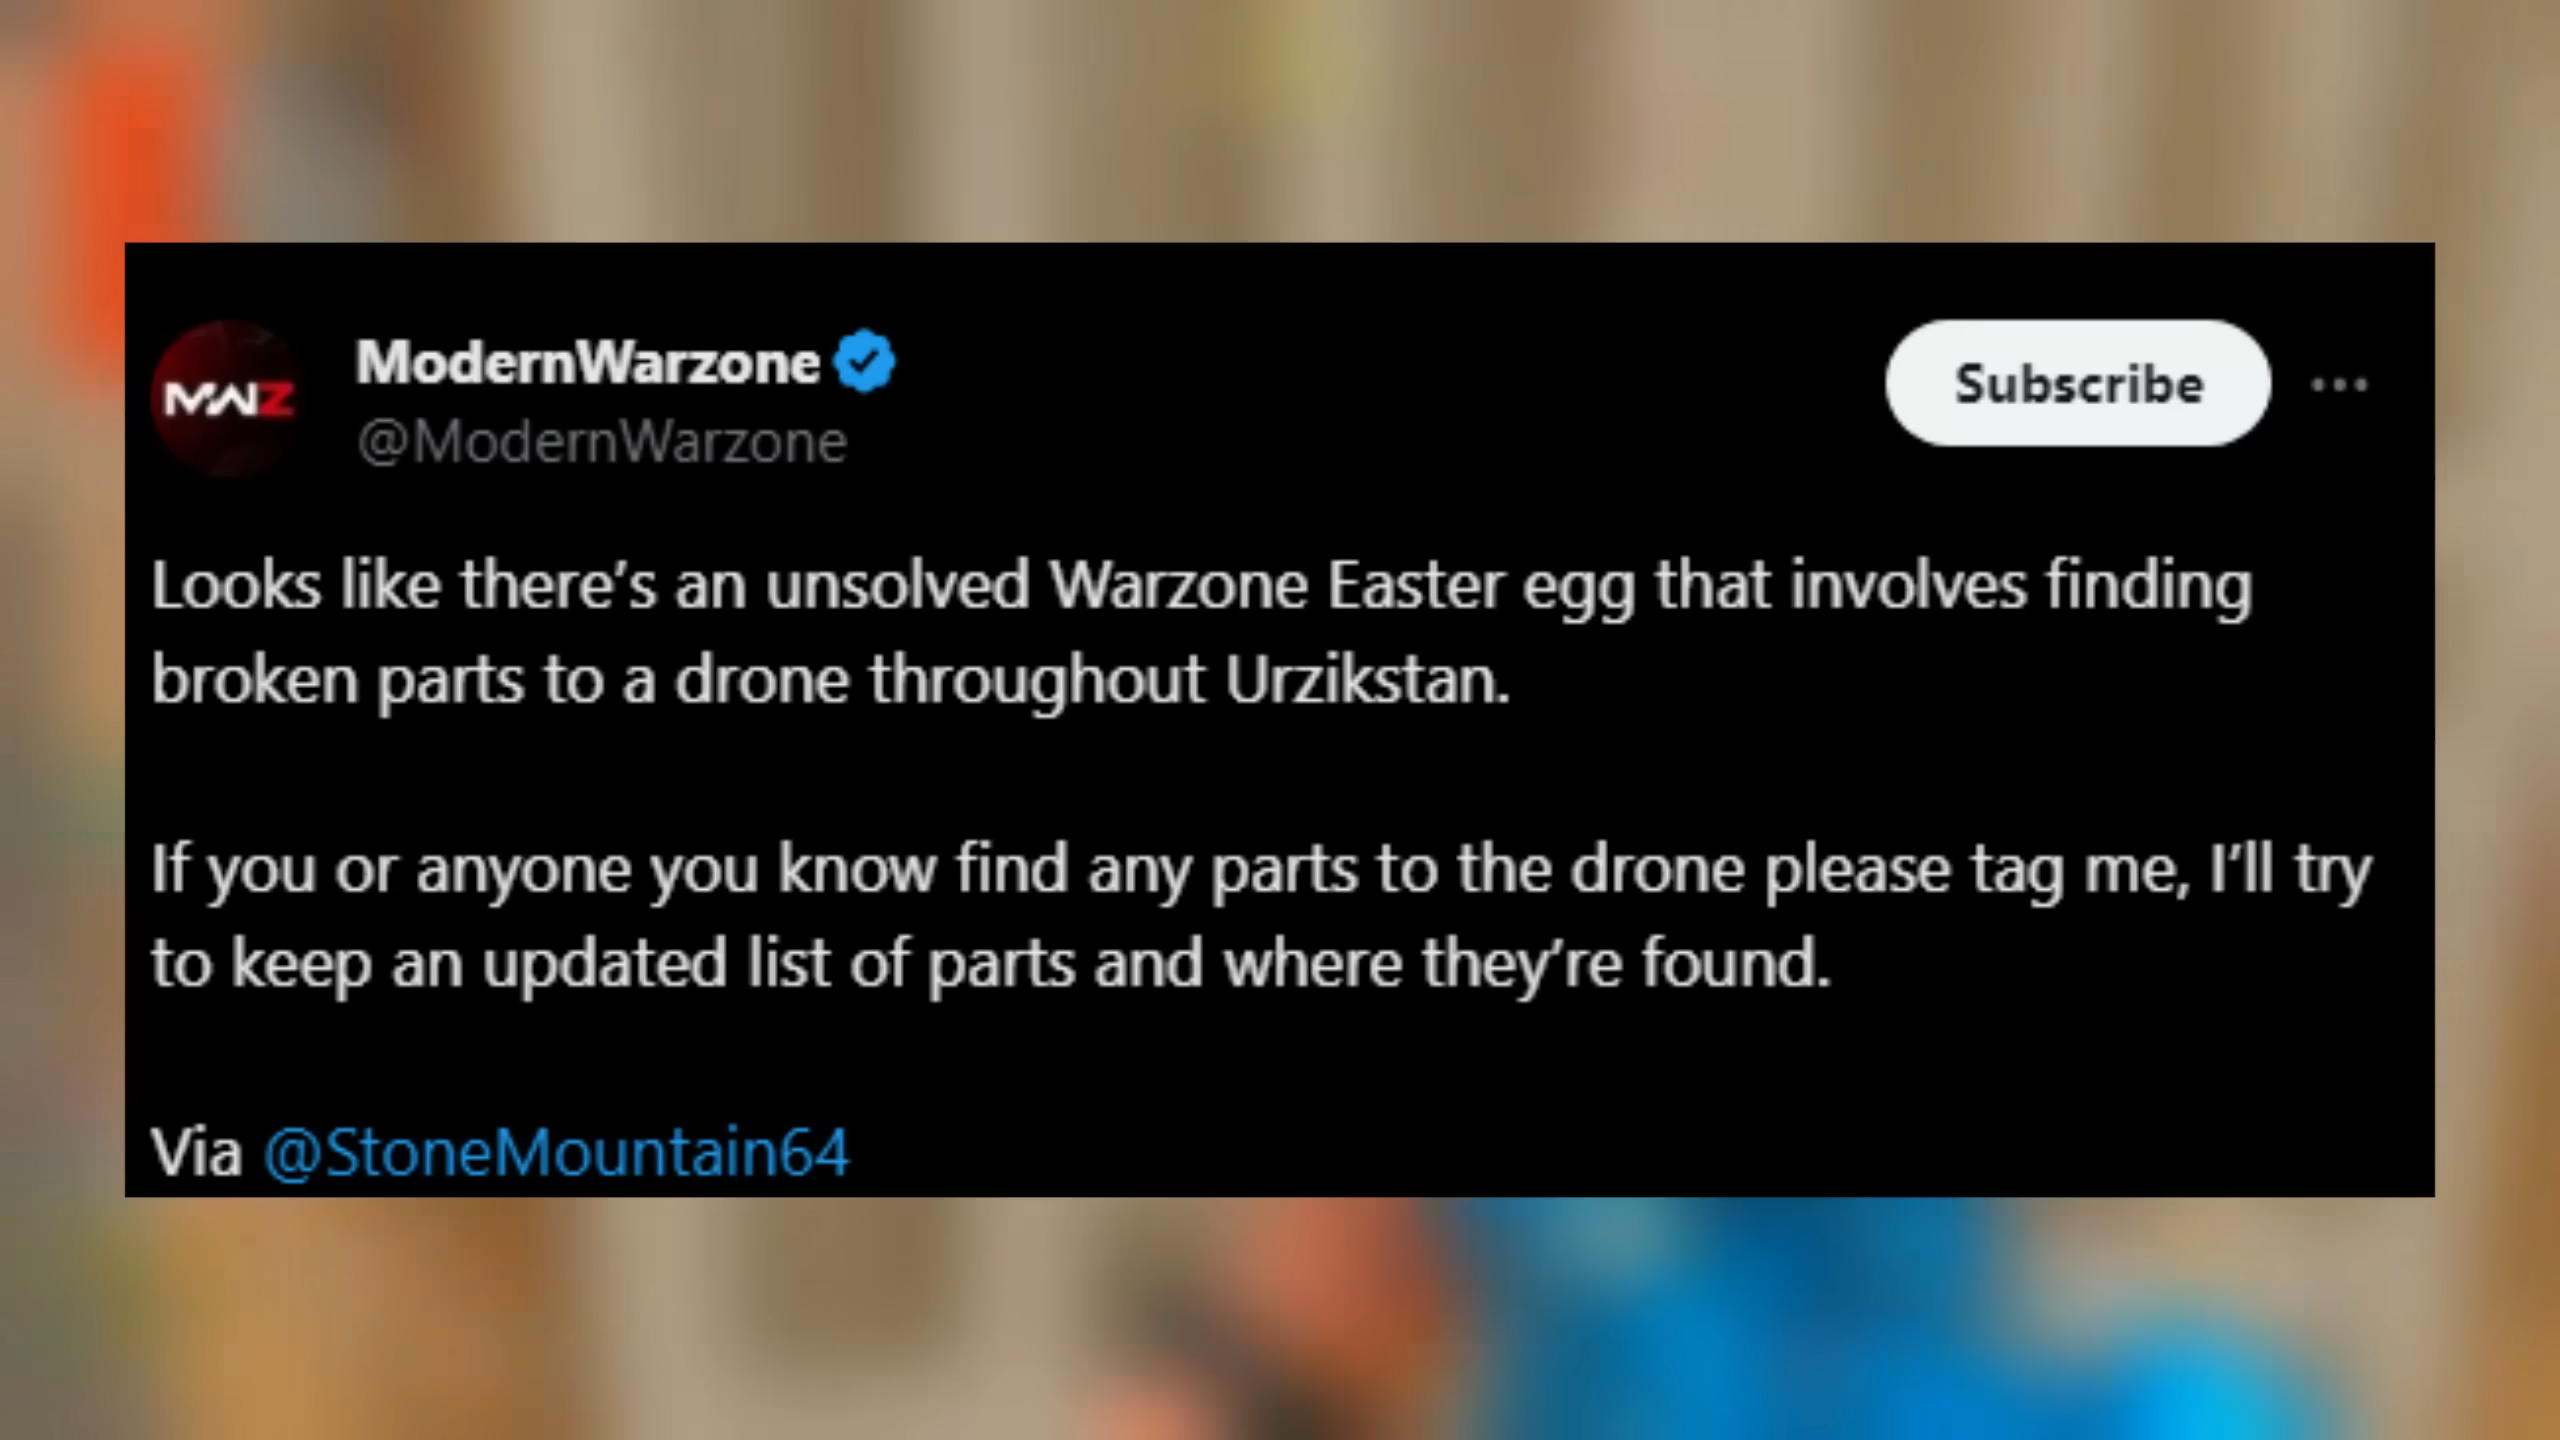 MWZ
ModernWarzone
@ModernWarzone
Subscribe
Looks like there’s an unsolved Warzone Easter egg that involves finding
broken parts to a drone throughout Urzikstan.
If you or anyone you know find any parts to the drone please tag me, I’ll try
to keep an updated list of parts and where they’re found.
Via @StoneMountain64